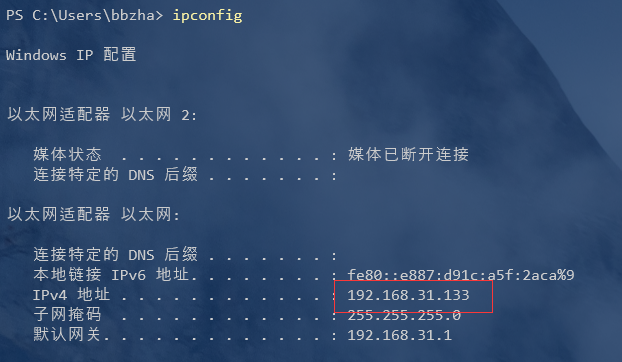 PS C:\Users\bbzha> ipconfig
Windows IP 配置
以太网适配器 以太网 2:
媒体状态 . . . . . . . . . . . . : 媒体已断开连接
连接特定的 DNS 后缀 . . . . . . . :
以太网适配器 以太网:
连接特定的 DNS 后缀 . . . . . . . :
本地链接 IPv6 地址. . . . . . . . : fe80::e887:d91c:a5f:2aca%9
IPv4 地址 . . . . . . . . . . . . : 192.168.31.133
子网掩码 . . . . . . . . . . . . : 255.255.255.0
默认网关. . . . . . . . . . . . . : 192.168.31.1